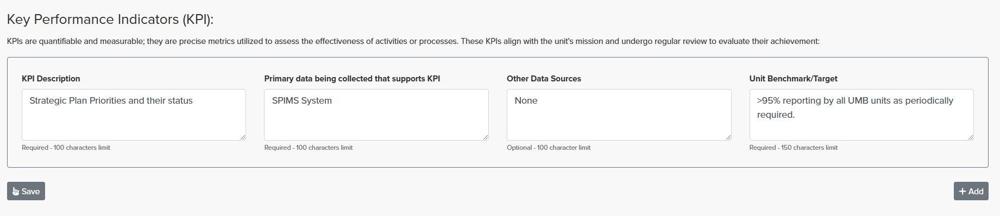 Key Performance Indicators (KPI):
KPIs are quantifiable and measurable; they are precise metrics utilized to assess the effectiveness of activities or processes. These KPIs align with the unit's mission and undergo regular review to evaluate their achievement:
KPI Description
Strategic Plan Priorities and their status
Required - 100 characters limit
Primary data being collected that supports KPI
SPIMS System
Required - 100 characters limit
Other Data Sources
None
Optional - 100 character limit
Unit Benchmark/Target
>95% reporting by all UMB units as periodically
required.
Required - 150 characters limit
Save
+ Add